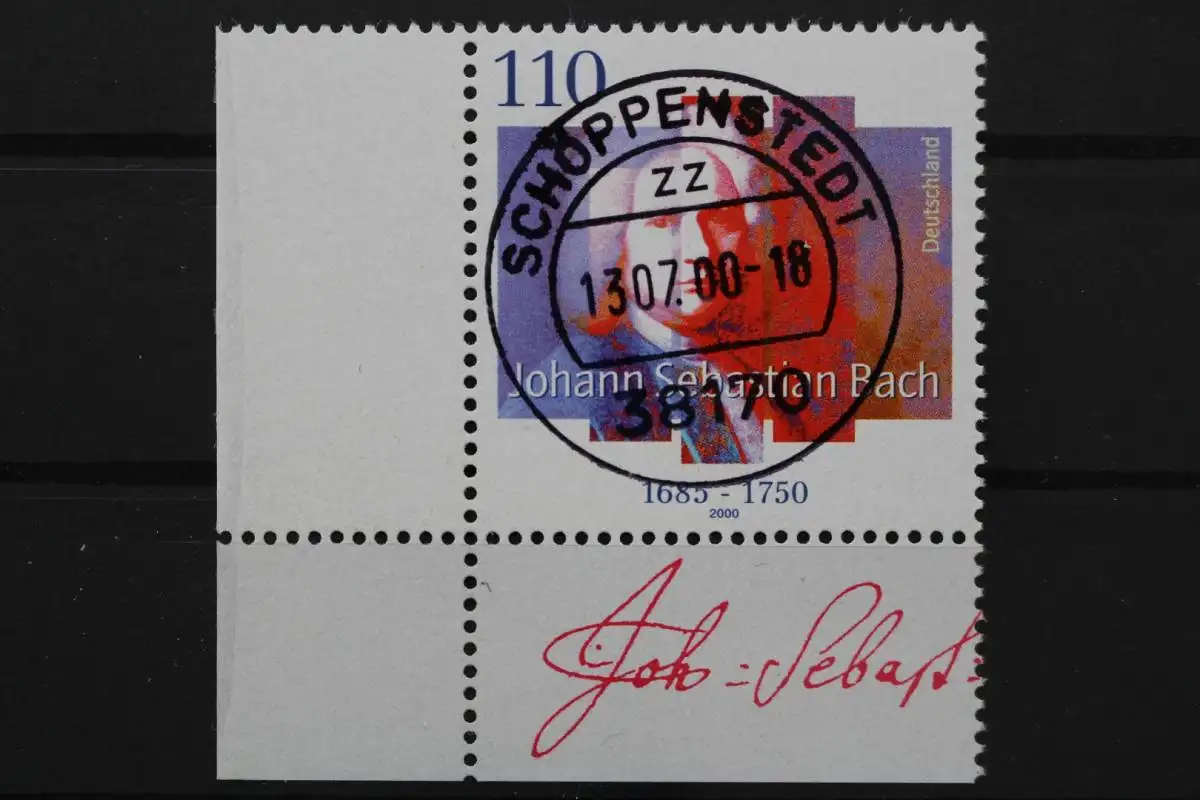 110
SCHÖPPENSTEDT
zz
Deutschland
13.07.00-18
Johann Sebastian Bach
38170
1685 - 1750
2000
Joh = Sebast =